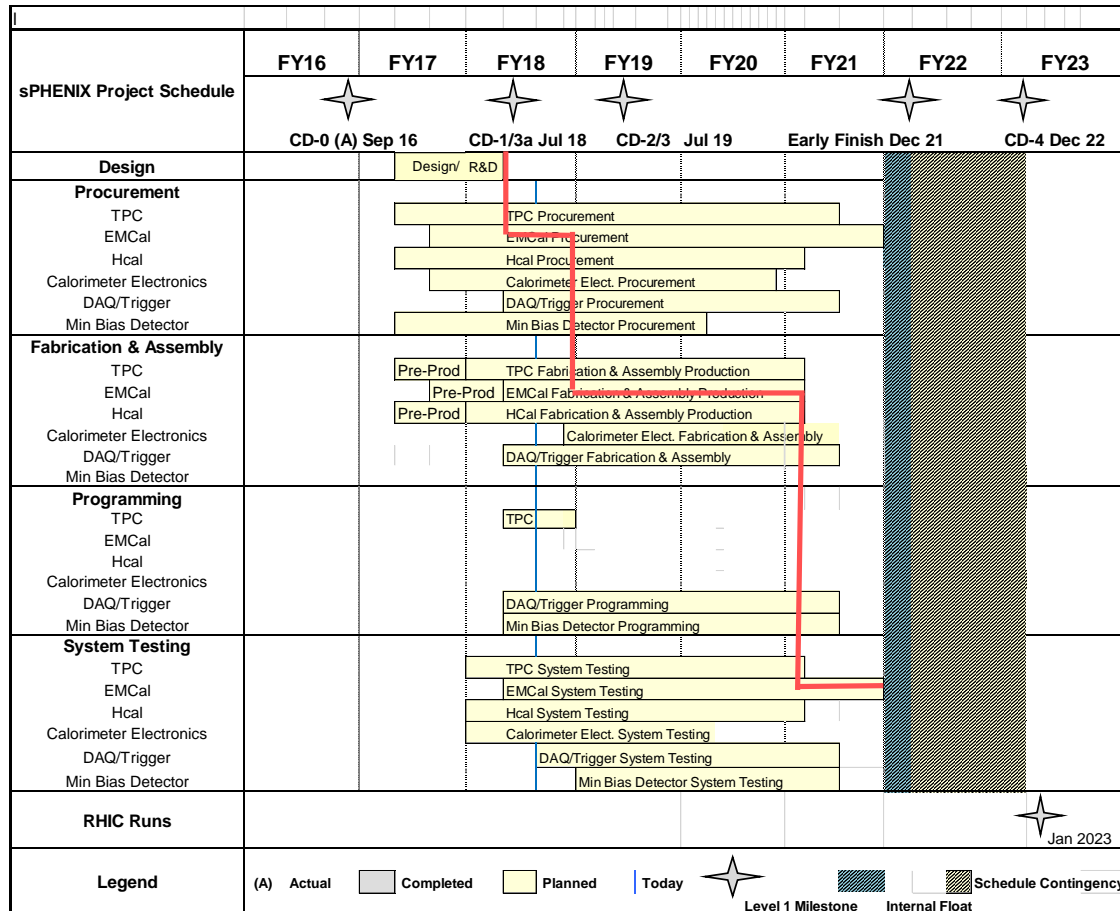 FY16 FY17 FY18 FY19 FY20 FY21 FY22 FY23
sPHENIX Project Schedule
CD-0 (A) Sep 16 CD-1/3a Jul 18 CD-2/3 Jul 19 Early Finish Dec 21 CD-4 Dec 22
Design Design/ R&D
Procurement
TPC TPC Procurement
EMCal EMCal Procurement
Hcal Hcal Procurement
Calorimeter Electronics Calorimeter Elect. Procurement
DAQ/Trigger DAQ/Trigger Procurement
Min Bias Detector Min Bias Detector Procurement
Fabrication & Assembly
TPC Pre-Prod TPC Fabrication & Assembly Production
EMCal Pre-Prod EMCal Fabrication & Assembly Production
Hcal Pre-Prod HCal Fabrication & Assembly Production
Calorimeter Electronics Calorimeter Elect. Fabrication & Assembly
DAQ/Trigger DAQ/Trigger Fabrication & Assembly
Min Bias Detector
Programming
TPC TPC
EMCal
Hcal
Calorimeter Electronics
DAQ/Trigger DAQ/Trigger Programming
Min Bias Detector Min Bias Detector Programming
System Testing
TPC TPC System Testing
EMCal EMCal System Testing
Hcal Hcal System Testing
Calorimeter Electronics Calorimeter Elect. System Testing
DAQ/Trigger DAQ/Trigger System Testing
Min Bias Detector Min Bias Detector System Testing
RHIC Runs
Jan 2023
Legend (A) Actual Completed Planned Today Schedule Contingency
Level 1 Milestone Internal Float